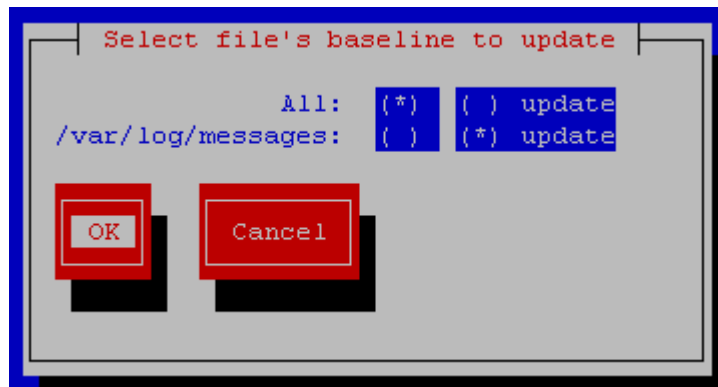 Select file's baseline to update
All: (*) ( ) update
/var/log/messages: ( ) (*) update
OK Cancel